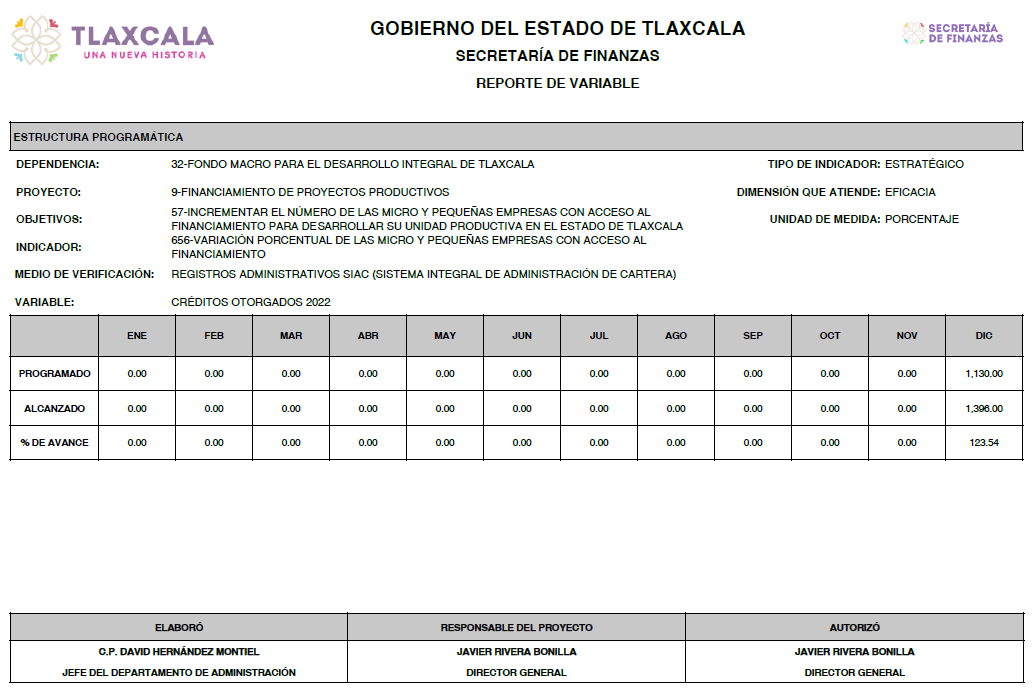 TLAXCALA
UNA NUEVA HISTORIA
GOBIERNO DEL ESTADO DE TLAXCALA
SECRETARÍA DE FINANZAS
REPORTE DE VARIABLE
SECRETARÍA
DE FINANZAS
ESTRUCTURA PROGRAMÁTICA
DEPENDENCIA: 32-FONDO MACRO PARA EL DESARROLLO INTEGRAL DE TLAXCALA TIPO DE INDICADOR: ESTRATÉGICO
PROYECTO: 9-FINANCIAMIENTO DE PROYECTOS PRODUCTIVOS DIMENSIÓN QUE ATIENDE: EFICACIA
OBJETIVOS: 57-INCREMENTAR EL NÚMERO DE LAS MICRO Y PEQUEÑAS EMPRESAS CON ACCESO AL
FINANCIAMIENTO PARA DESARROLLAR SU UNIDAD PRODUCTIVA EN EL ESTADO DE TLAXCALA
UNIDAD DE MEDIDA: PORCENTAJE
INDICADOR: 656-VARIACIÓN PORCENTUAL DE LAS MICRO Y PEQUEÑAS EMPRESAS CON ACCESO AL
FINANCIAMIENTO
MEDIO DE VERIFICACIÓN: REGISTROS ADMINISTRATIVOS SIAC (SISTEMA INTEGRAL DE ADMINISTRACIÓN DE CARTERA)
VARIABLE: CRÉDITOS OTORGADOS 2022
ENE FEB MAR ABR MAY JUN JUL AGO SEP OCT NOV DIC
PROGRAMADO 0.00 0.00 0.00 0.00 0.00 0.00 0.00 0.00 0.00 0.00 0.00 1,130.00
ALCANZADO 0.00 0.00 0.00 0.00 0.00 0.00 0.00 0.00 0.00 0.00 0.00 1,396.00
% DE AVANCE 0.00 0.00 0.00 0.00 0.00 0.00 0.00 0.00 0.00 0.00 0.00 123.54
ELABORÓ RESPONSABLE DEL PROYECTO AUTORIZÓ
C.P. DAVID HERNÁNDEZ MONTIEL JAVIER RIVERA BONILLA JAVIER RIVERA BONILLA
JEFE DEL DEPARTAMENTO DE ADMINISTRACIÓN DIRECTOR GENERAL DIRECTOR GENERAL